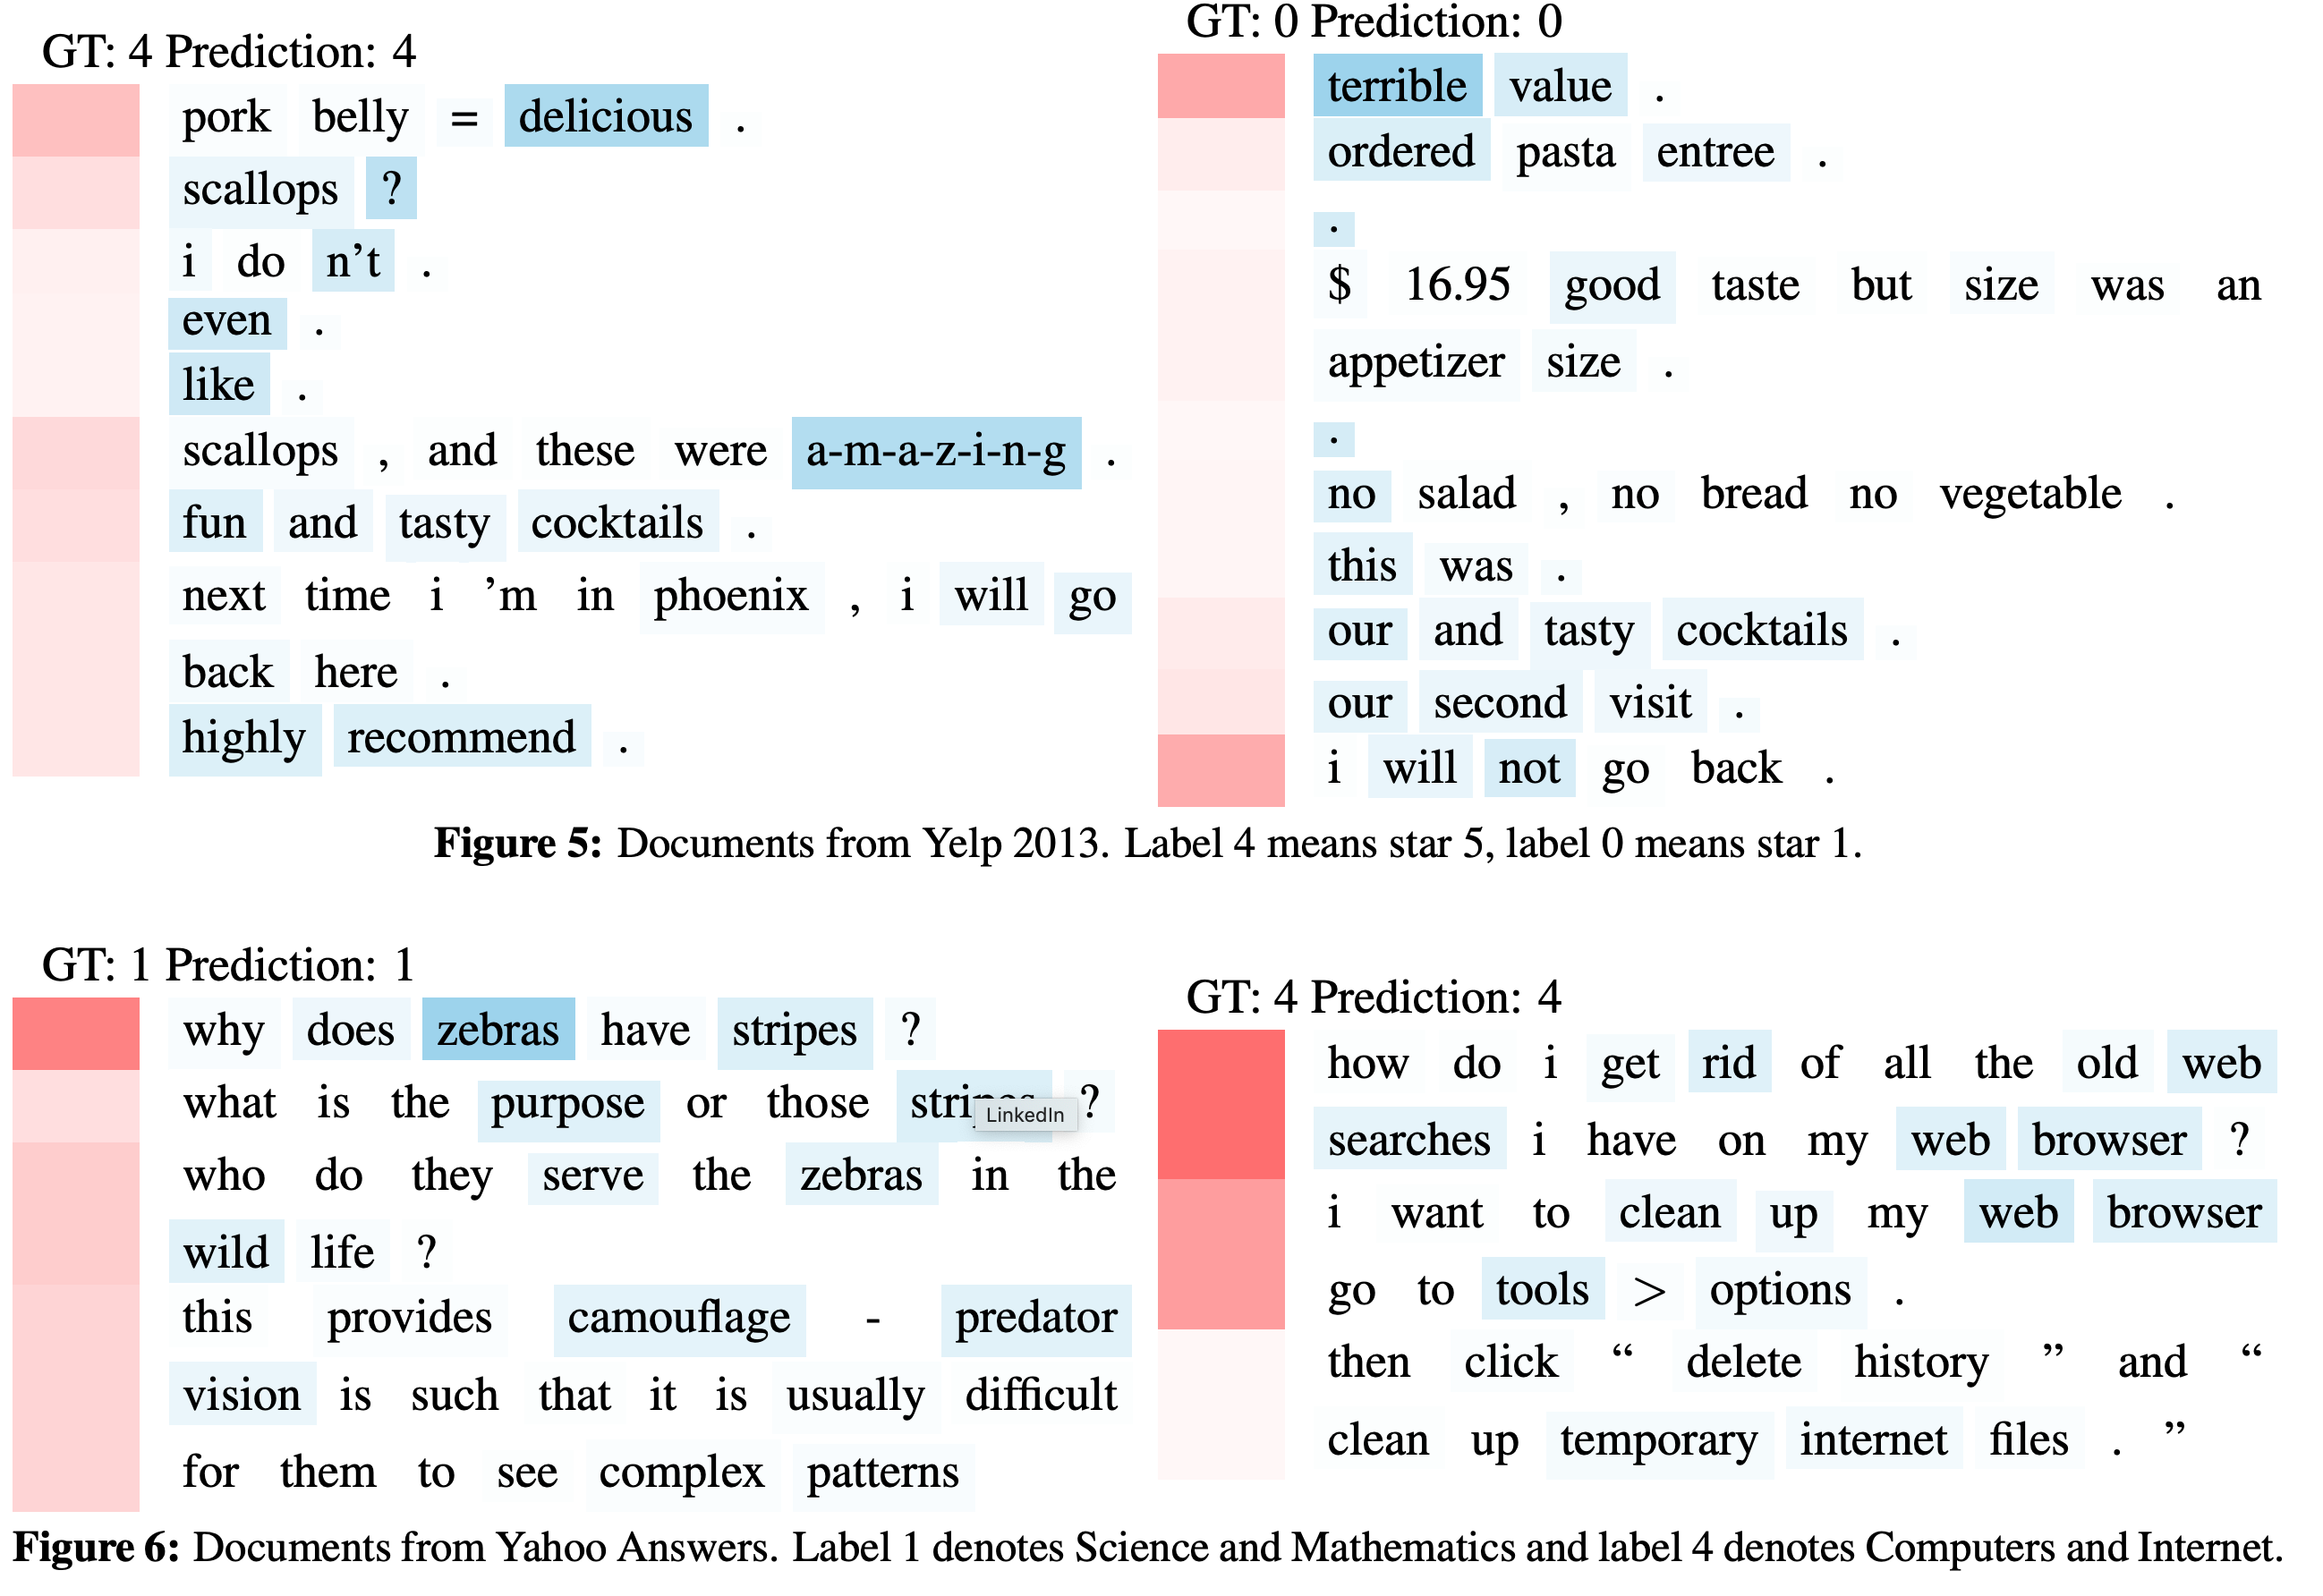 GT: 4 Prediction: 4
pork belly = delicious .
scallops ?
i do n't .
even .
like .
scallops , and these were a-m-a-z-i-n-g .
fun and tasty cocktails .
next time i 'm in phoenix , i will go
back here .
highly recommend .
GT: 0 Prediction: 0
terrible value .
ordered pasta entree .
.
$ 16.95 good taste but size was an
appetizer size .
.
no salad , no bread no vegetable .
this was .
our and tasty cocktails .
our second visit .
i will not go back .
Figure 5: Documents from Yelp 2013. Label 4 means star 5, label 0 means star 1.
GT: 1 Prediction: 1
why does zebras have stripes ?
what is the purpose or those ?
LinkedIn
who do they serve the zebras in the
wild life ?
this provides camouflage - predator
vision is such that it is usually difficult
for them to see complex patterns
GT: 4 Prediction: 4
how do i get rid of all the old web
searches i have on my web browser ?
i want to clean up my web browser
go to tools > options .
then click “ delete history ” and “
clean up temporary internet files . ”
Figure 6: Documents from Yahoo Answers. Label 1 denotes Science and Mathematics and label 4 denotes Computers and Internet.